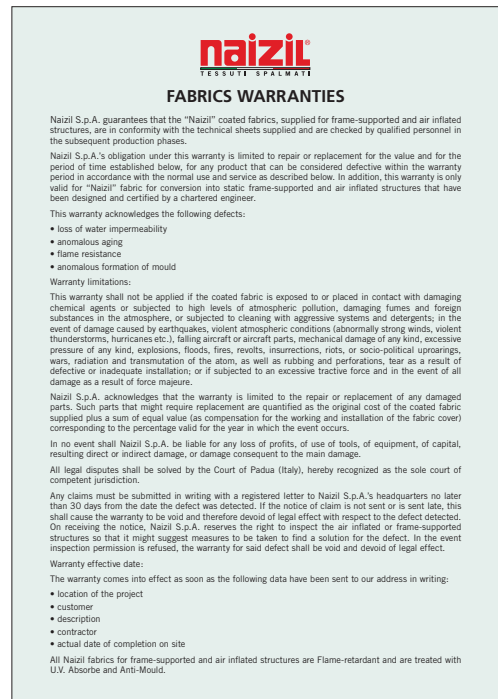 naizil®
TESSUTI SPALMATI
FABRICS WARRANTIES
Naizil S.p.A. guarantees that the “Naizil” coated fabrics, supplied for frame-supported and air inflated
structures, are in conformity with the technical sheets supplied and are checked by qualified personnel in
the subsequent production phases.
Naizil S.p.A.'s obligation under this warranty is limited to repair or replacement for the value and for the
period of time established below, for any product that can be considered defective within the warranty
period in accordance with the normal use and service as described below. In addition, this warranty is only
valid for “Naizil” fabric for conversion into static frame-supported and air inflated structures that have
been designed and certified by a chartered engineer.
This warranty acknowledges the following defects:
• loss of water impermeability
• anomalous aging
• flame resistance
• anomalous formation of mould
Warranty limitations:
This warranty shall not be applied if the coated fabric is exposed to or placed in contact with damaging
chemical agents or subjected to high levels of atmospheric pollution, damaging fumes and foreign
substances in the atmosphere, or subjected to cleaning with aggressive systems and detergents; in the
event of damage caused by earthquakes, violent atmospheric conditions (abnormally strong winds, violent
thunderstorms, hurricanes etc.), falling aircraft or aircraft parts, mechanical damage of any kind, excessive
pressure of any kind, explosions, floods, fires, revolts, insurrections, riots, or socio-political uproarings,
wars, radiation and transmutation of the atom, as well as rubbing and perforations, tear as a result of
defective or inadequate installation; or if subjected to an excessive tractive force and in the event of all
damage as a result of force majeure.
Naizil S.p.A. acknowledges that the warranty is limited to the repair or replacement of any damaged
parts. Such parts that might require replacement are quantified as the original cost of the coated fabric
supplied plus a sum of equal value (as compensation for the working and installation of the fabric cover)
corresponding to the percentage valid for the year in which the event occurs.
In no event shall Naizil S.p.A. be liable for any loss of profits, of use of tools, of equipment, of capital,
resulting direct or indirect damage, or damage consequent to the main damage.
All legal disputes shall be solved by the Court of Padua (Italy), hereby recognized as the sole court of
competent jurisdiction.
Any claims must be submitted in writing with a registered letter to Naizil S.p.A.'s headquarters no later
than 30 days from the date the defect was detected. If the notice of claim is not sent or is sent late, this
shall cause the warranty to be void and therefore devoid of legal effect with respect to the defect detected.
On receiving the notice, Naizil S.p.A. reserves the right to inspect the air inflated or frame-supported
structures so that it might suggest measures to be taken to find a solution for the defect. In the event
inspection permission is refused, the warranty for said defect shall be void and devoid of legal effect.
Warranty effective date:
The warranty comes into effect as soon as the following data have been sent to our address in writing:
• location of the project
• customer
• description
• contractor
• actual date of completion on site
All Naizil fabrics for frame-supported and air inflated structures are Flame-retardant and are treated with
U.V. Absorbe and Anti-Mould.